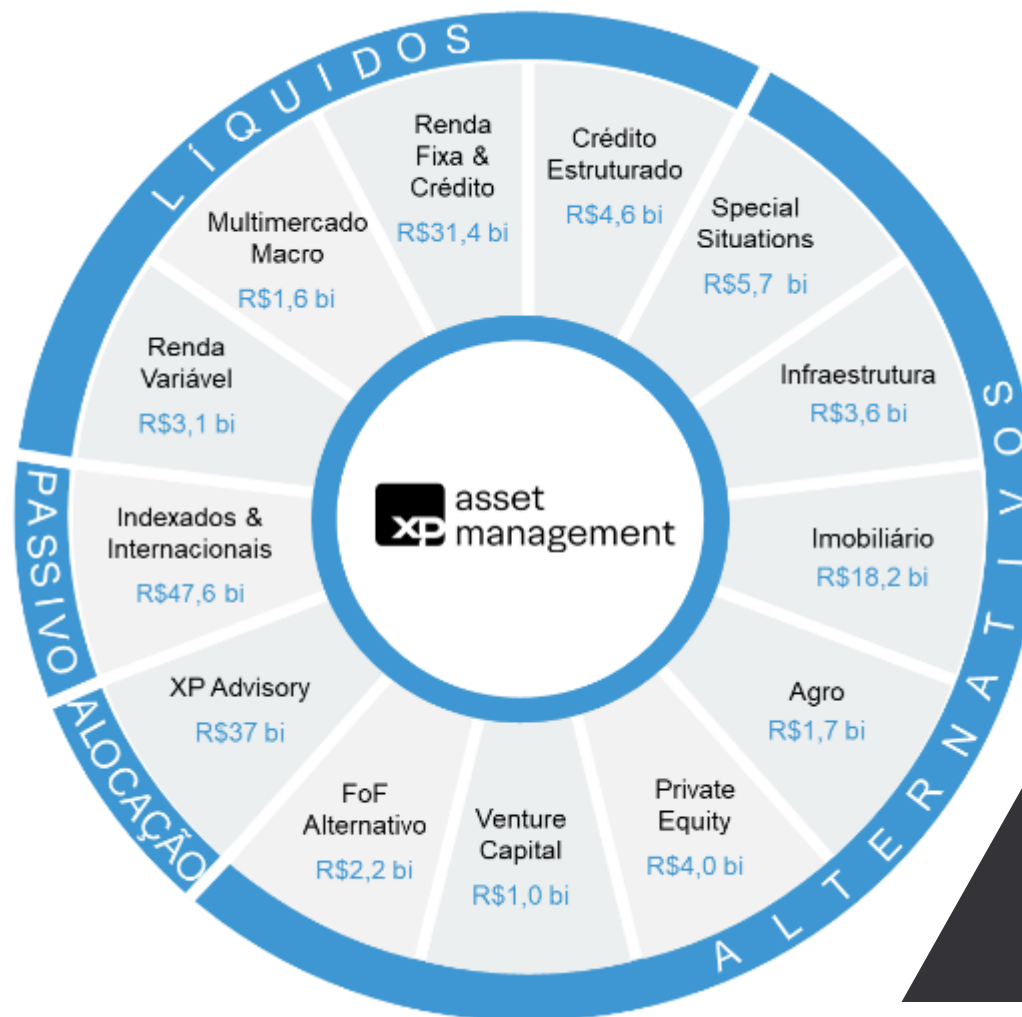 LÍQUIDOS
Renda
Fixa &
Crédito
R$31,4 bi
Crédito
Estruturado
R$4,6 bi
Special
Situations
R$5,7 bi
Infraestrutura
R$3,6 bi
Imobiliário
R$18,2 bi
Agro
R$1,7 bi
Private
Equity
R$4,0 bi
Venture
Capital
R$1,0 bi
FoF
Alternativo
R$2,2 bi
XP Advisory
R$37 bi
Indexados &
Internacionais
R$47,6 bi
Renda
Variável
R$3,1 bi
Multimercado
Macro
R$1,6 bi
ALTERNATIVOS
ALOCAÇÃO
PASSIVO
XP asset
management